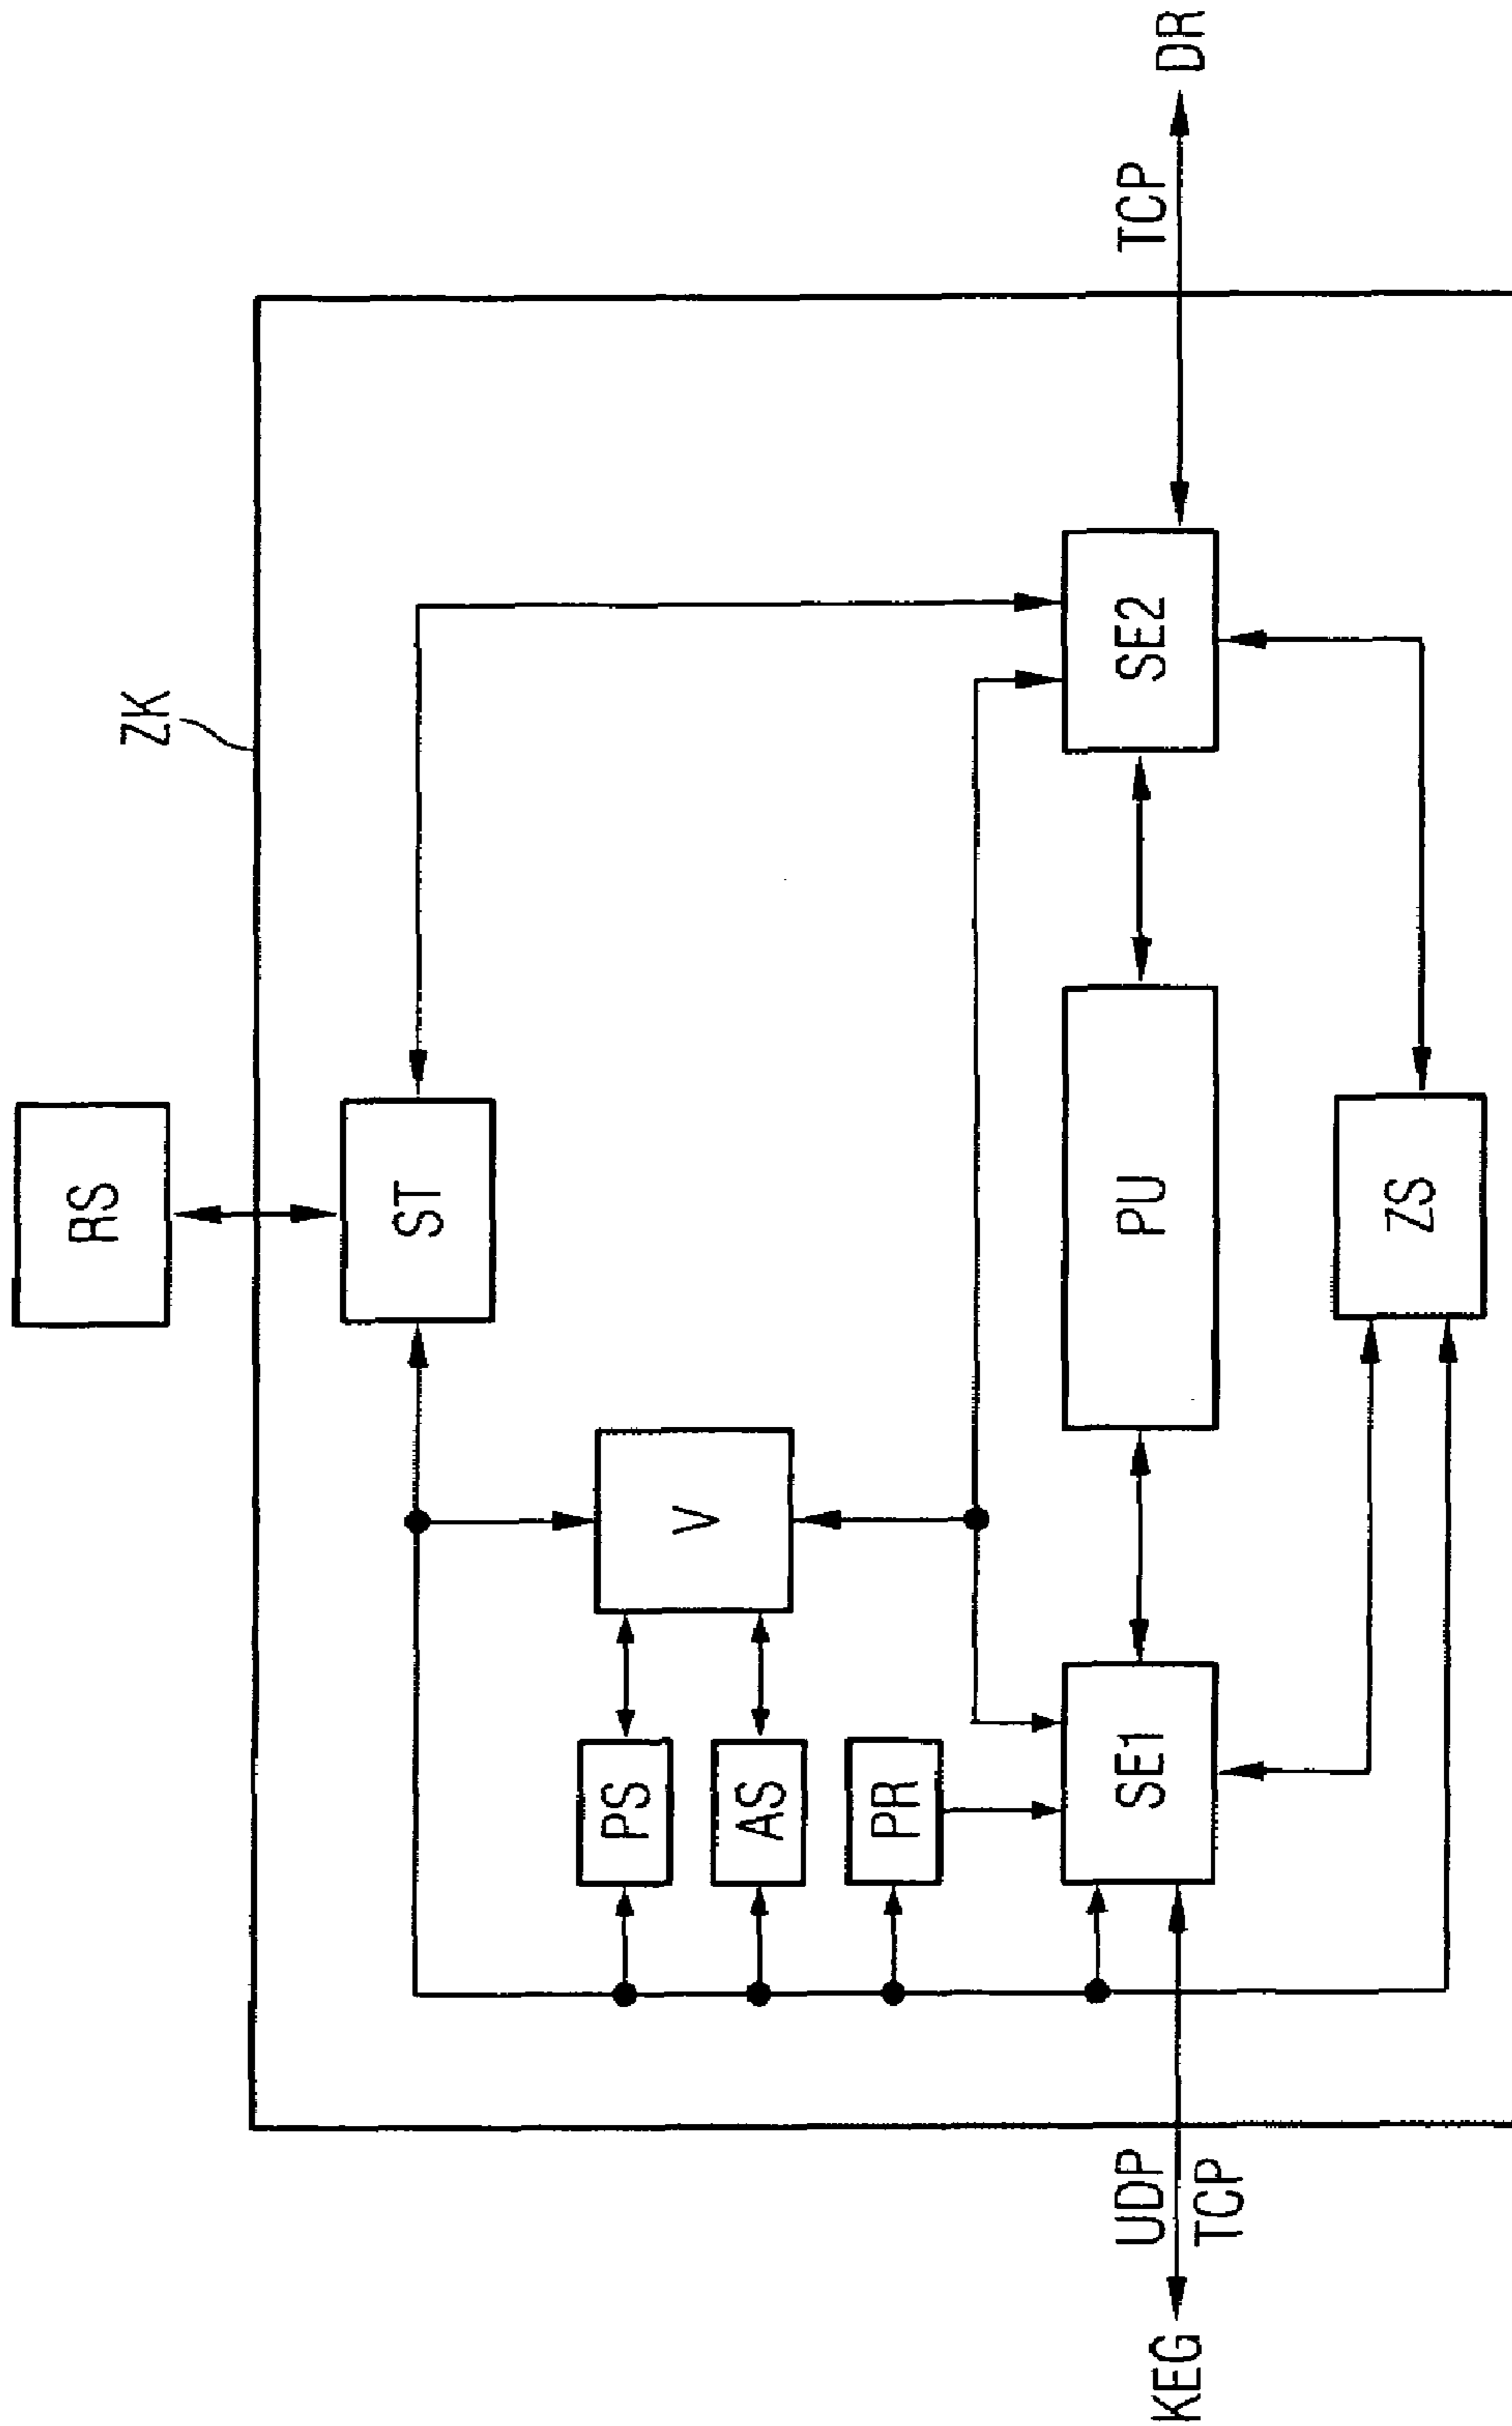 RS
ZK
ST
V
PS
AS
PR
KEG
UDP
TCP
SE1
PU
SE2
TCP
DR
ZS